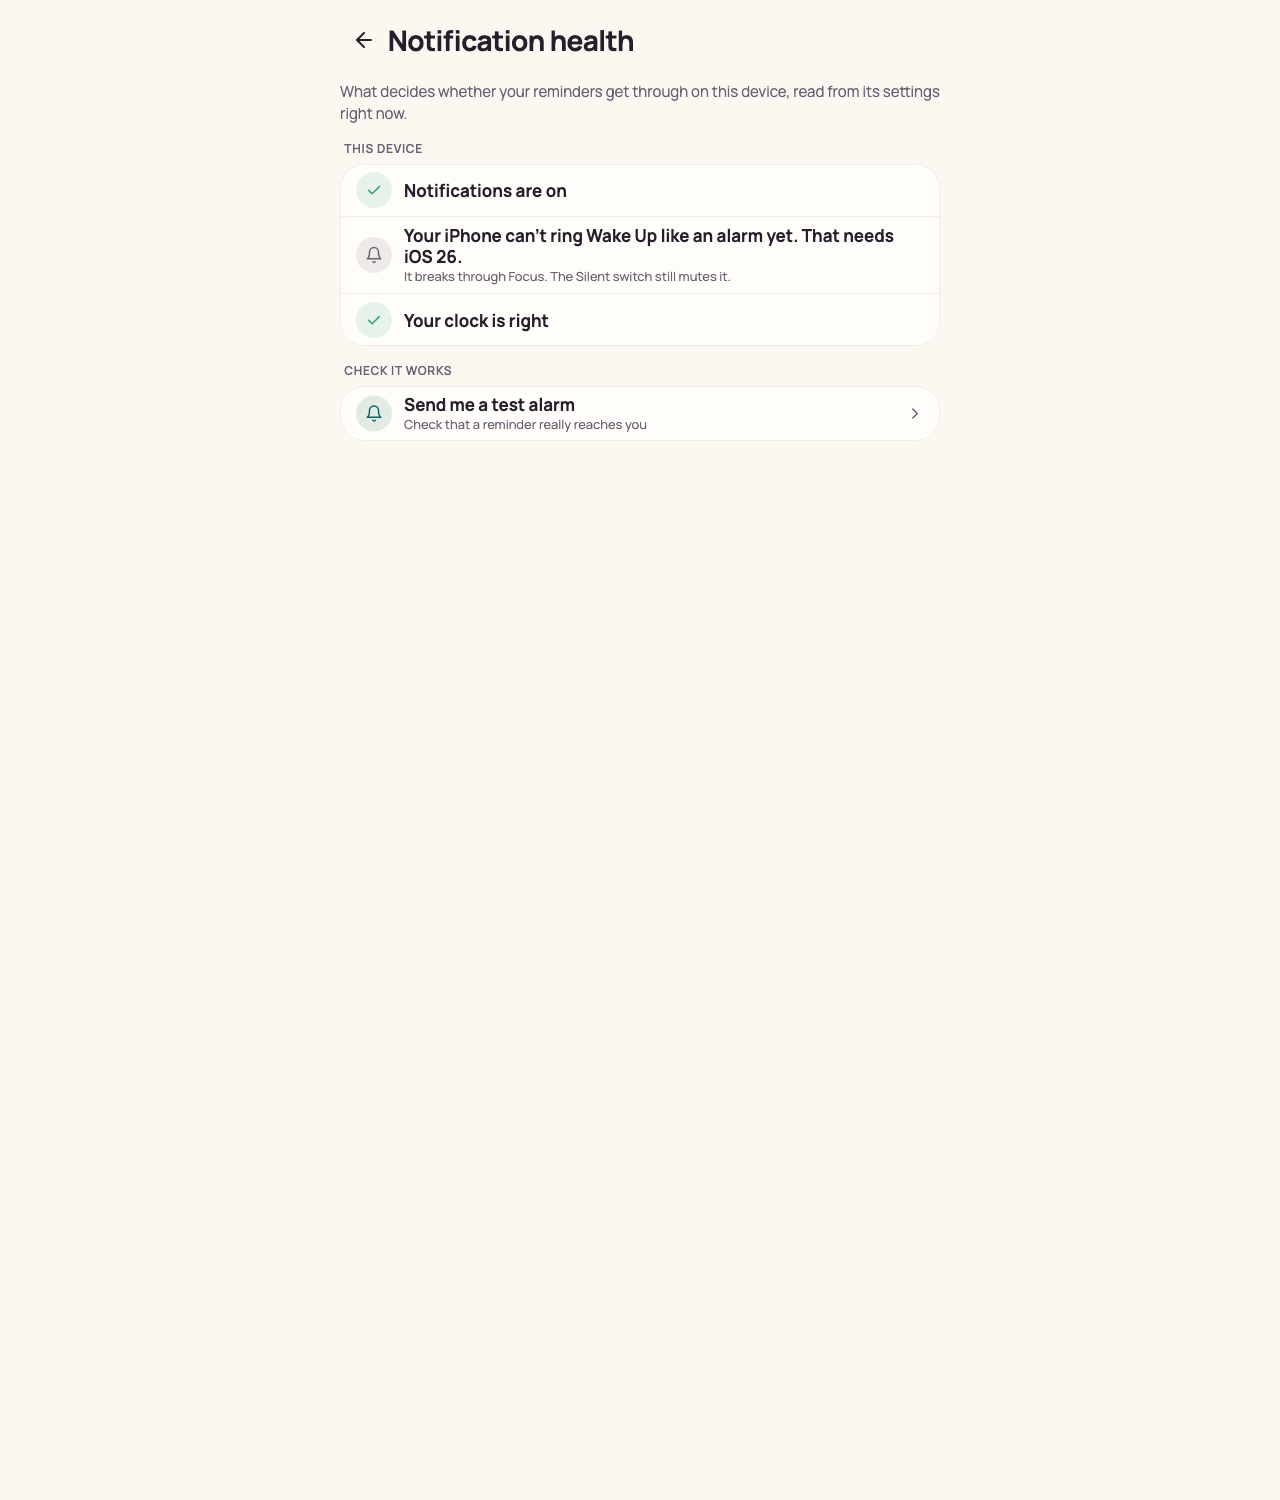 Notification health
What decides whether your reminders get through on this device, read from its settings
right now.
THIS DEVICE
Notifications are on
Your iPhone can’t ring Wake Up like an alarm yet. That needs
iOS 26.
It breaks through Focus. The Silent switch still mutes it.
Your clock is right
CHECK IT WORKS
Send me a test alarm
Check that a reminder really reaches you